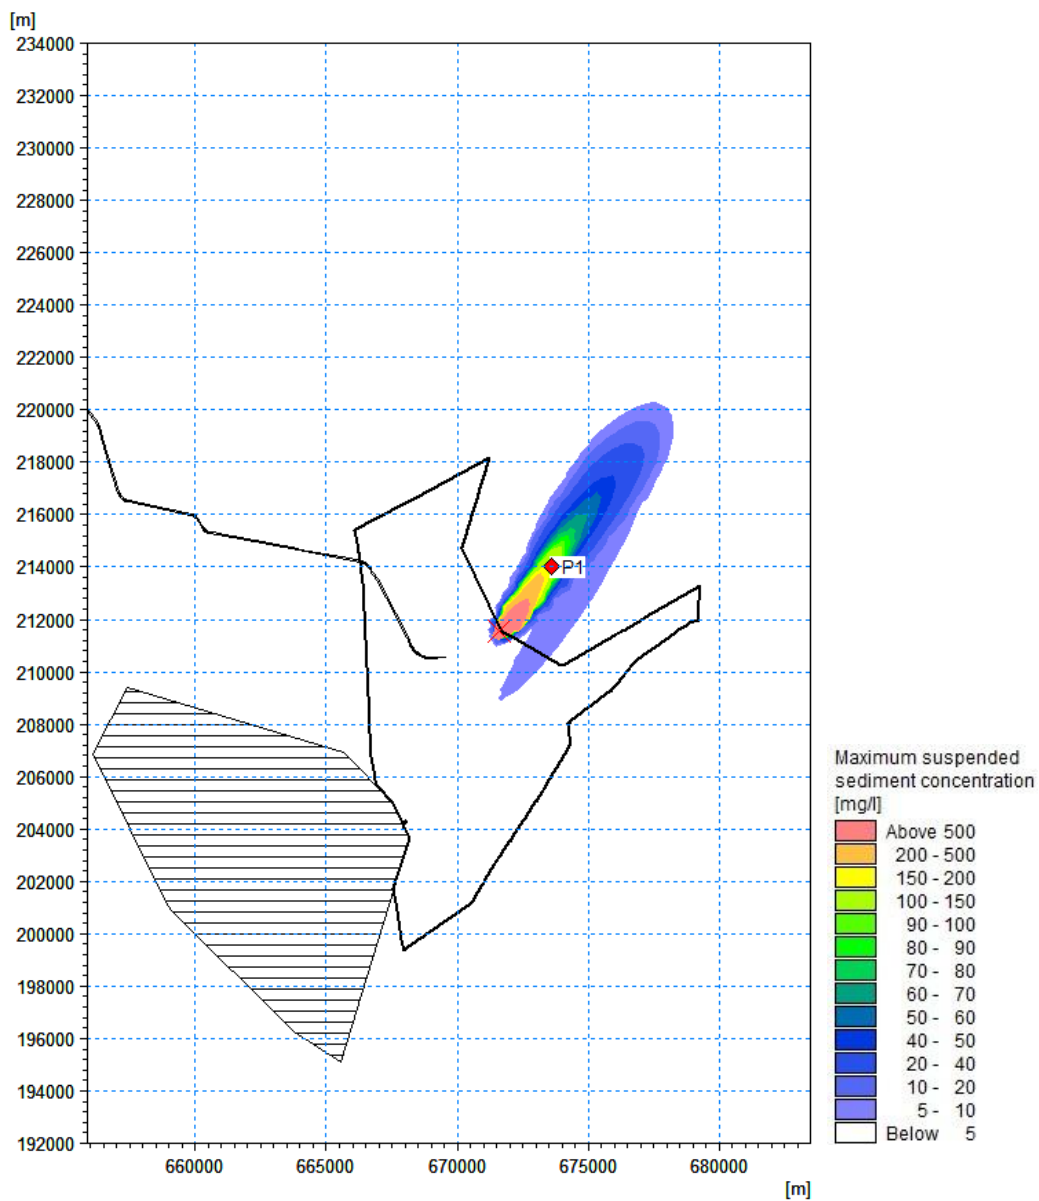 [m]
234000
232000
230000
228000
226000
224000
222000
220000
218000
216000
214000
212000
210000
208000
206000
204000
202000
200000
198000
196000
194000
192000
P1
660000
665000
670000
675000
680000
[m]
Maximum suspended
sediment concentration
[mg/l]
Above 500
200 - 500
150 - 200
100 - 150
90 - 100
80 - 90
70 - 80
60 - 70
50 - 60
40 - 50
20 - 40
10 - 20
5 - 10
Below 5